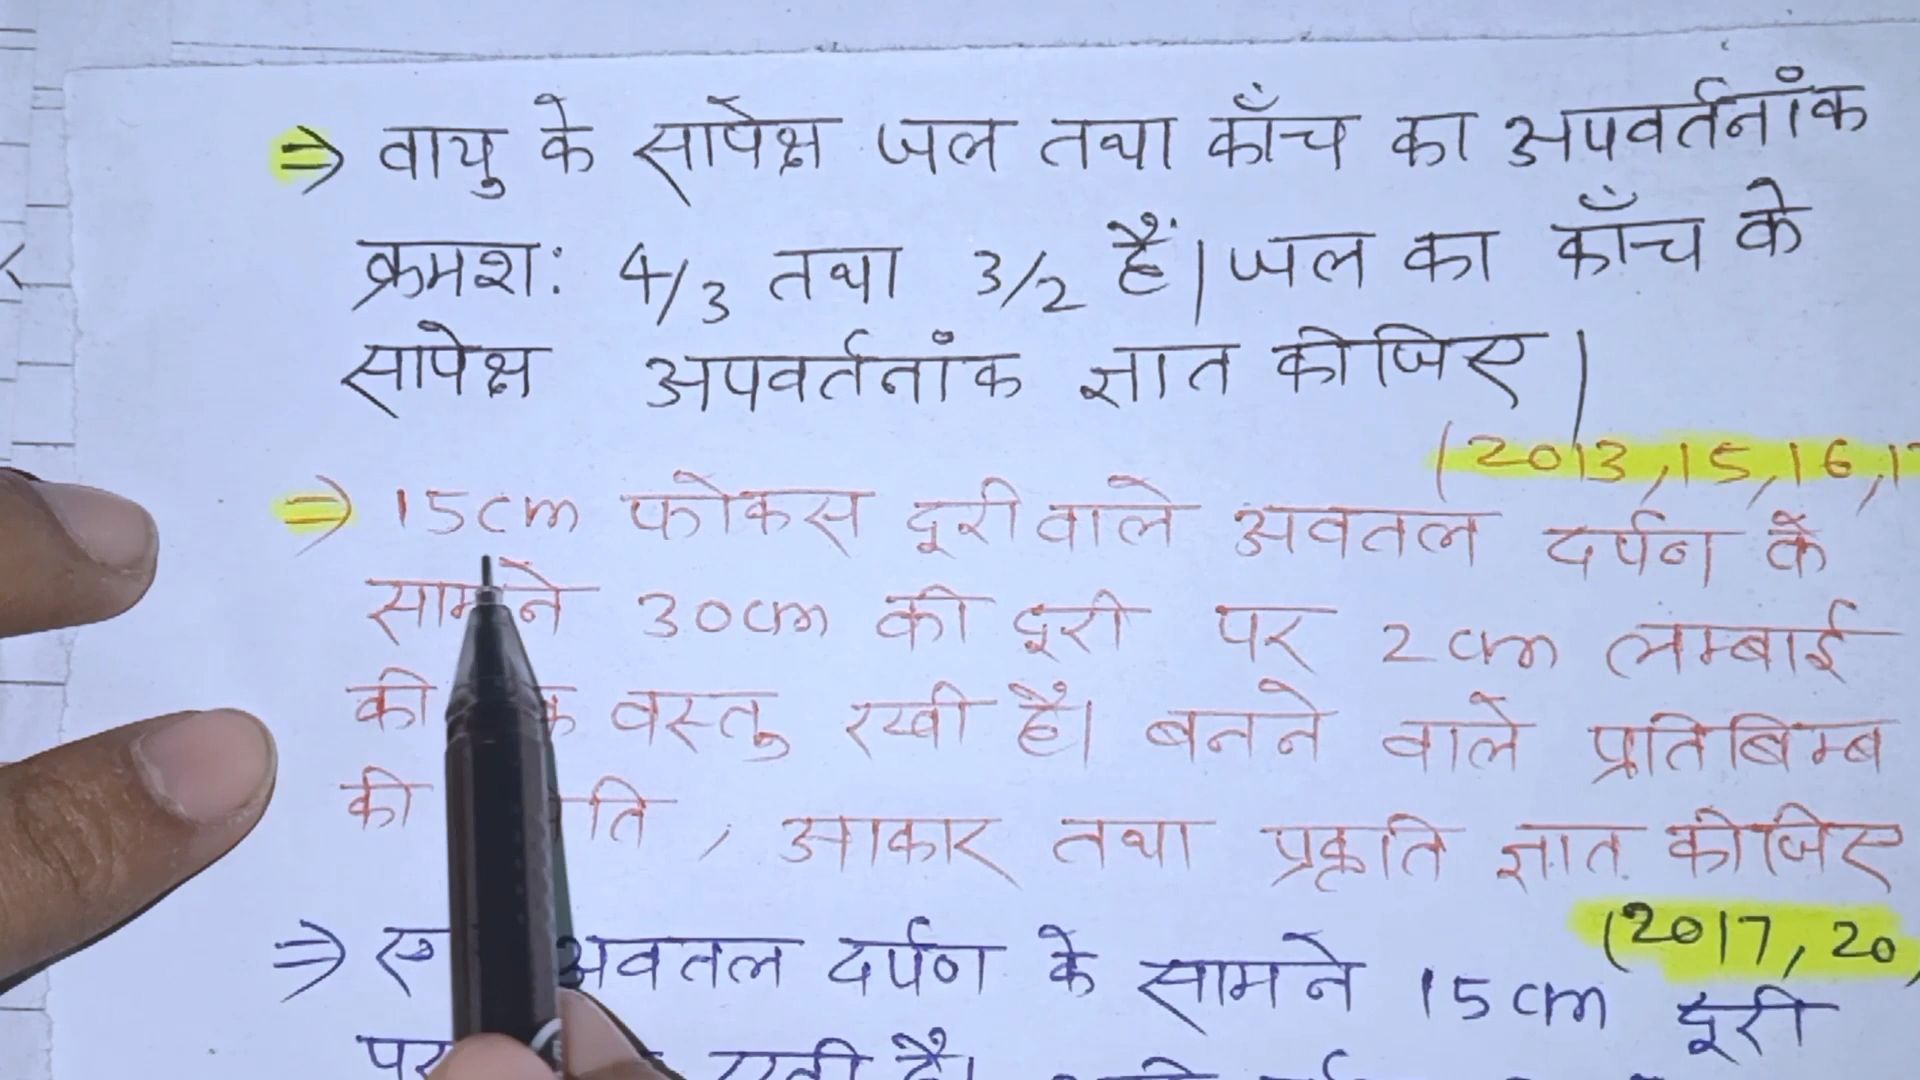 ⇒ वायु के सापेक्ष जल तथा काँच का अपवर्तनांक
क्रमश: 4/3 तथा 3/2 हैं। जल का काँच के
सापेक्ष अपवर्तनांक ज्ञात कीजिए।
(2013,15,16,
⇒ 15cm फोकस दूरी वाले अवतल दर्पण के
सामने 30cm की दूरी पर 2cm लम्बाई
की वस्तु रखी है। बनने वाले प्रतिबिम्ब
की , आकार तथा प्रकृति ज्ञात कीजिए
(2017, 20,
⇒ अवतल दर्पण के सामने 15cm दूरी
पर है।